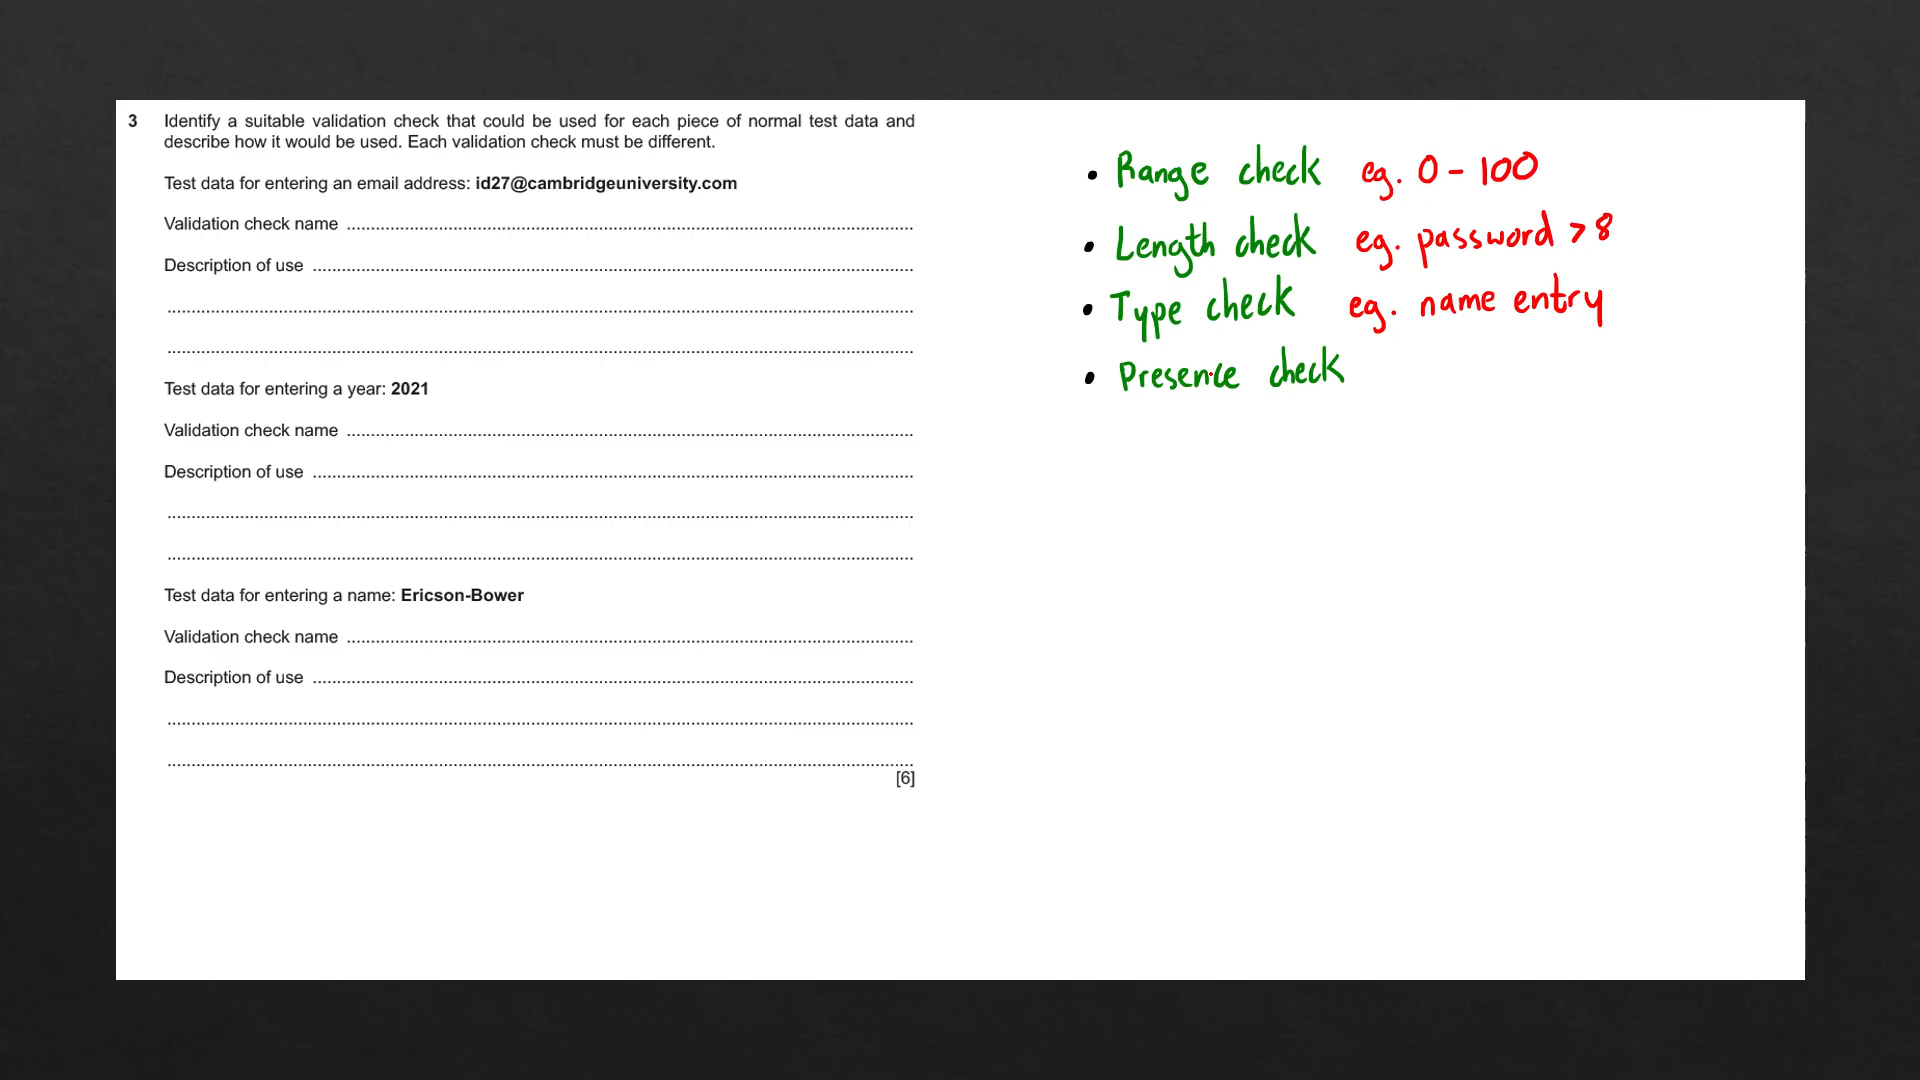 3 Identify a suitable validation check that could be used for each piece of normal test data and
describe how it would be used. Each validation check must be different.
Test data for entering an email address: id27@cambridgeuniversity.com
Validation check name ....................
Description of use ....................
....................
....................
Test data for entering a year: 2021
Validation check name ....................
Description of use ....................
....................
....................
Test data for entering a name: Ericson-Bower
Validation check name ....................
Description of use ....................
....................
....................
[6]
• Range check eg. 0 - 100
• Length check eg. password > 8
• Type check eg. name entry
• Presence check